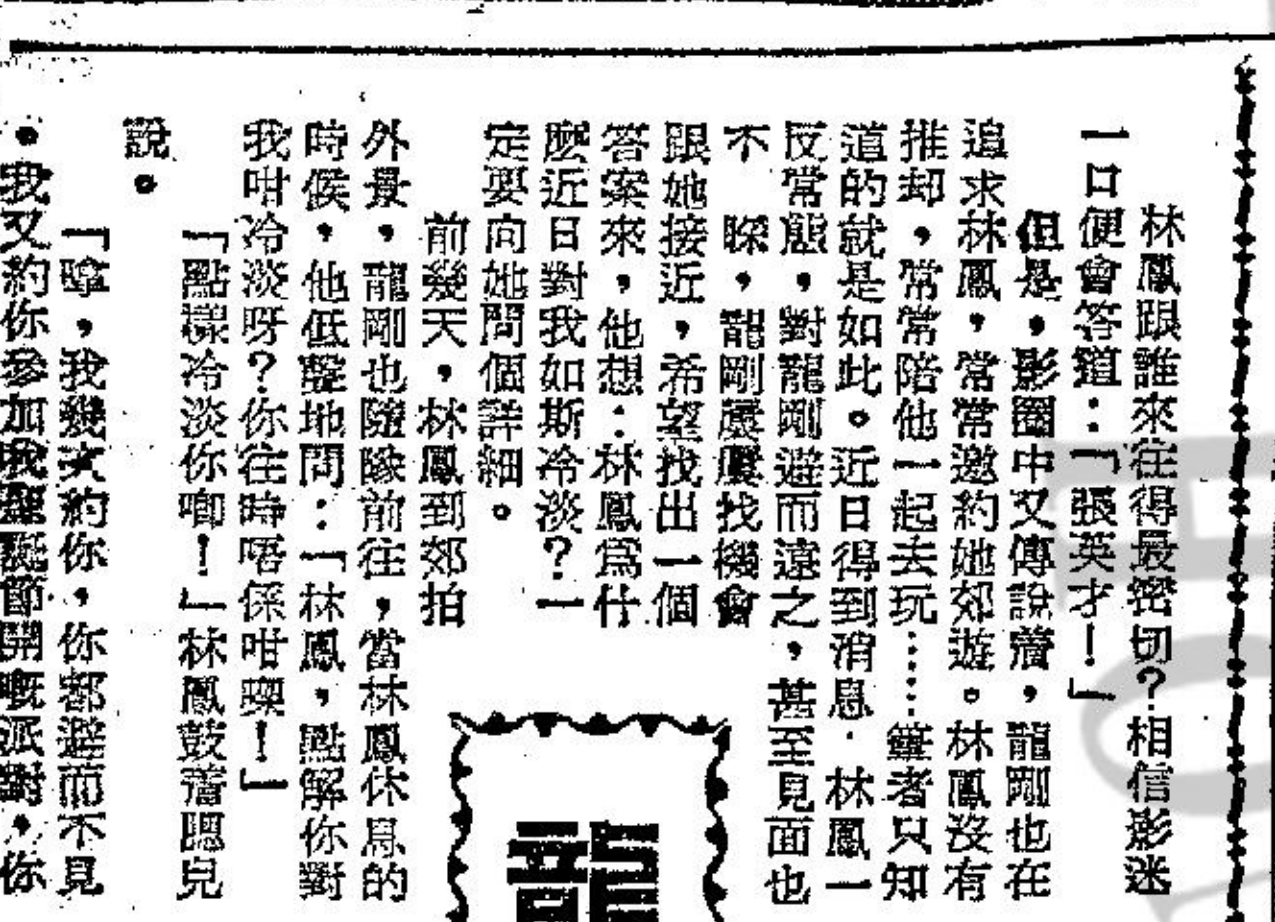 林鳳跟誰來往得最密切？相信影迷
一口便會答道：「張英才！」
但是，影圈中又傳說着，龍剛也在
追求林鳳，常常邀約她郊遊。林鳳沒有
推却，常常陪他一起去玩……筆者只知
道的就是如此。近日得到消息．林鳳一
反常態，對龍剛避而遠之，甚至見面也
不　睬，龍剛屢屢找機會
跟她接近，希望找出一個
答案來，他想：林鳳爲什
麽近日對我如斯冷淡？一
定要向她問個詳細。
前幾天，林鳳到郊拍
外景，龍剛也隨隊前往，當林鳳休息的
時候，他低聲地問：「林鳳，點解你對
我咁冷淡呀？你往時唔係咁㗎！」
「點樣冷淡你啫！」林鳳鼓着腮兒
說。
「嗱，我幾次約你，你都避而不見
。我又約你參加我聖誕節開嘅派對，你
龍